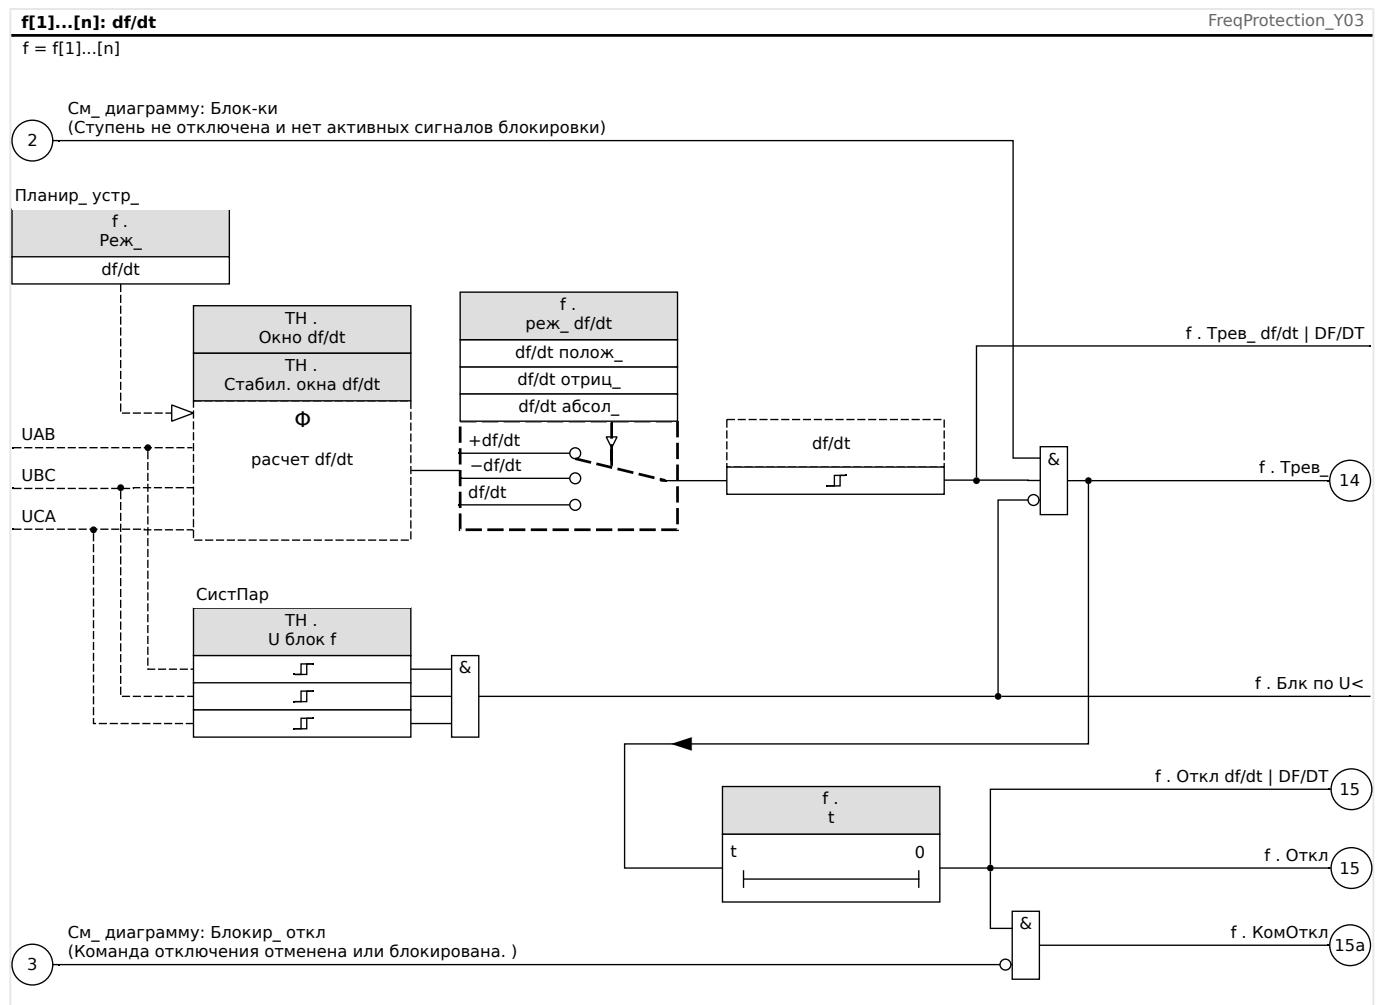 f[1]...[n]: df/dt
FreqProtection_Y03
f = f[1]...[n]
См_ диаграмму: Блок-ки
(Ступень не отключена и нет активных сигналов блокировки)
2
Планир_ устр_
f .
Реж_
df/dt
ТН .
Окно df/dt
ТН .
Стабил. окна df/dt
Φ
расчет df/dt
f .
реж_ df/dt
df/dt полож_
df/dt отриц_
df/dt абсол_
+df/dt
−df/dt
df/dt
df/dt
f . Трев_ df/dt | DF/DT
UAB
UBC
UCA
&
f . Трев_
14
СистПар
ТН .
U блок f
&
f . Блк по U<
f .
t
t
0
f . Откл df/dt | DF/DT
15
f . Откл
15
См_ диаграмму: Блокир_ откл
(Команда отключения отменена или блокирована. )
3
&
f . КомОткл
15a